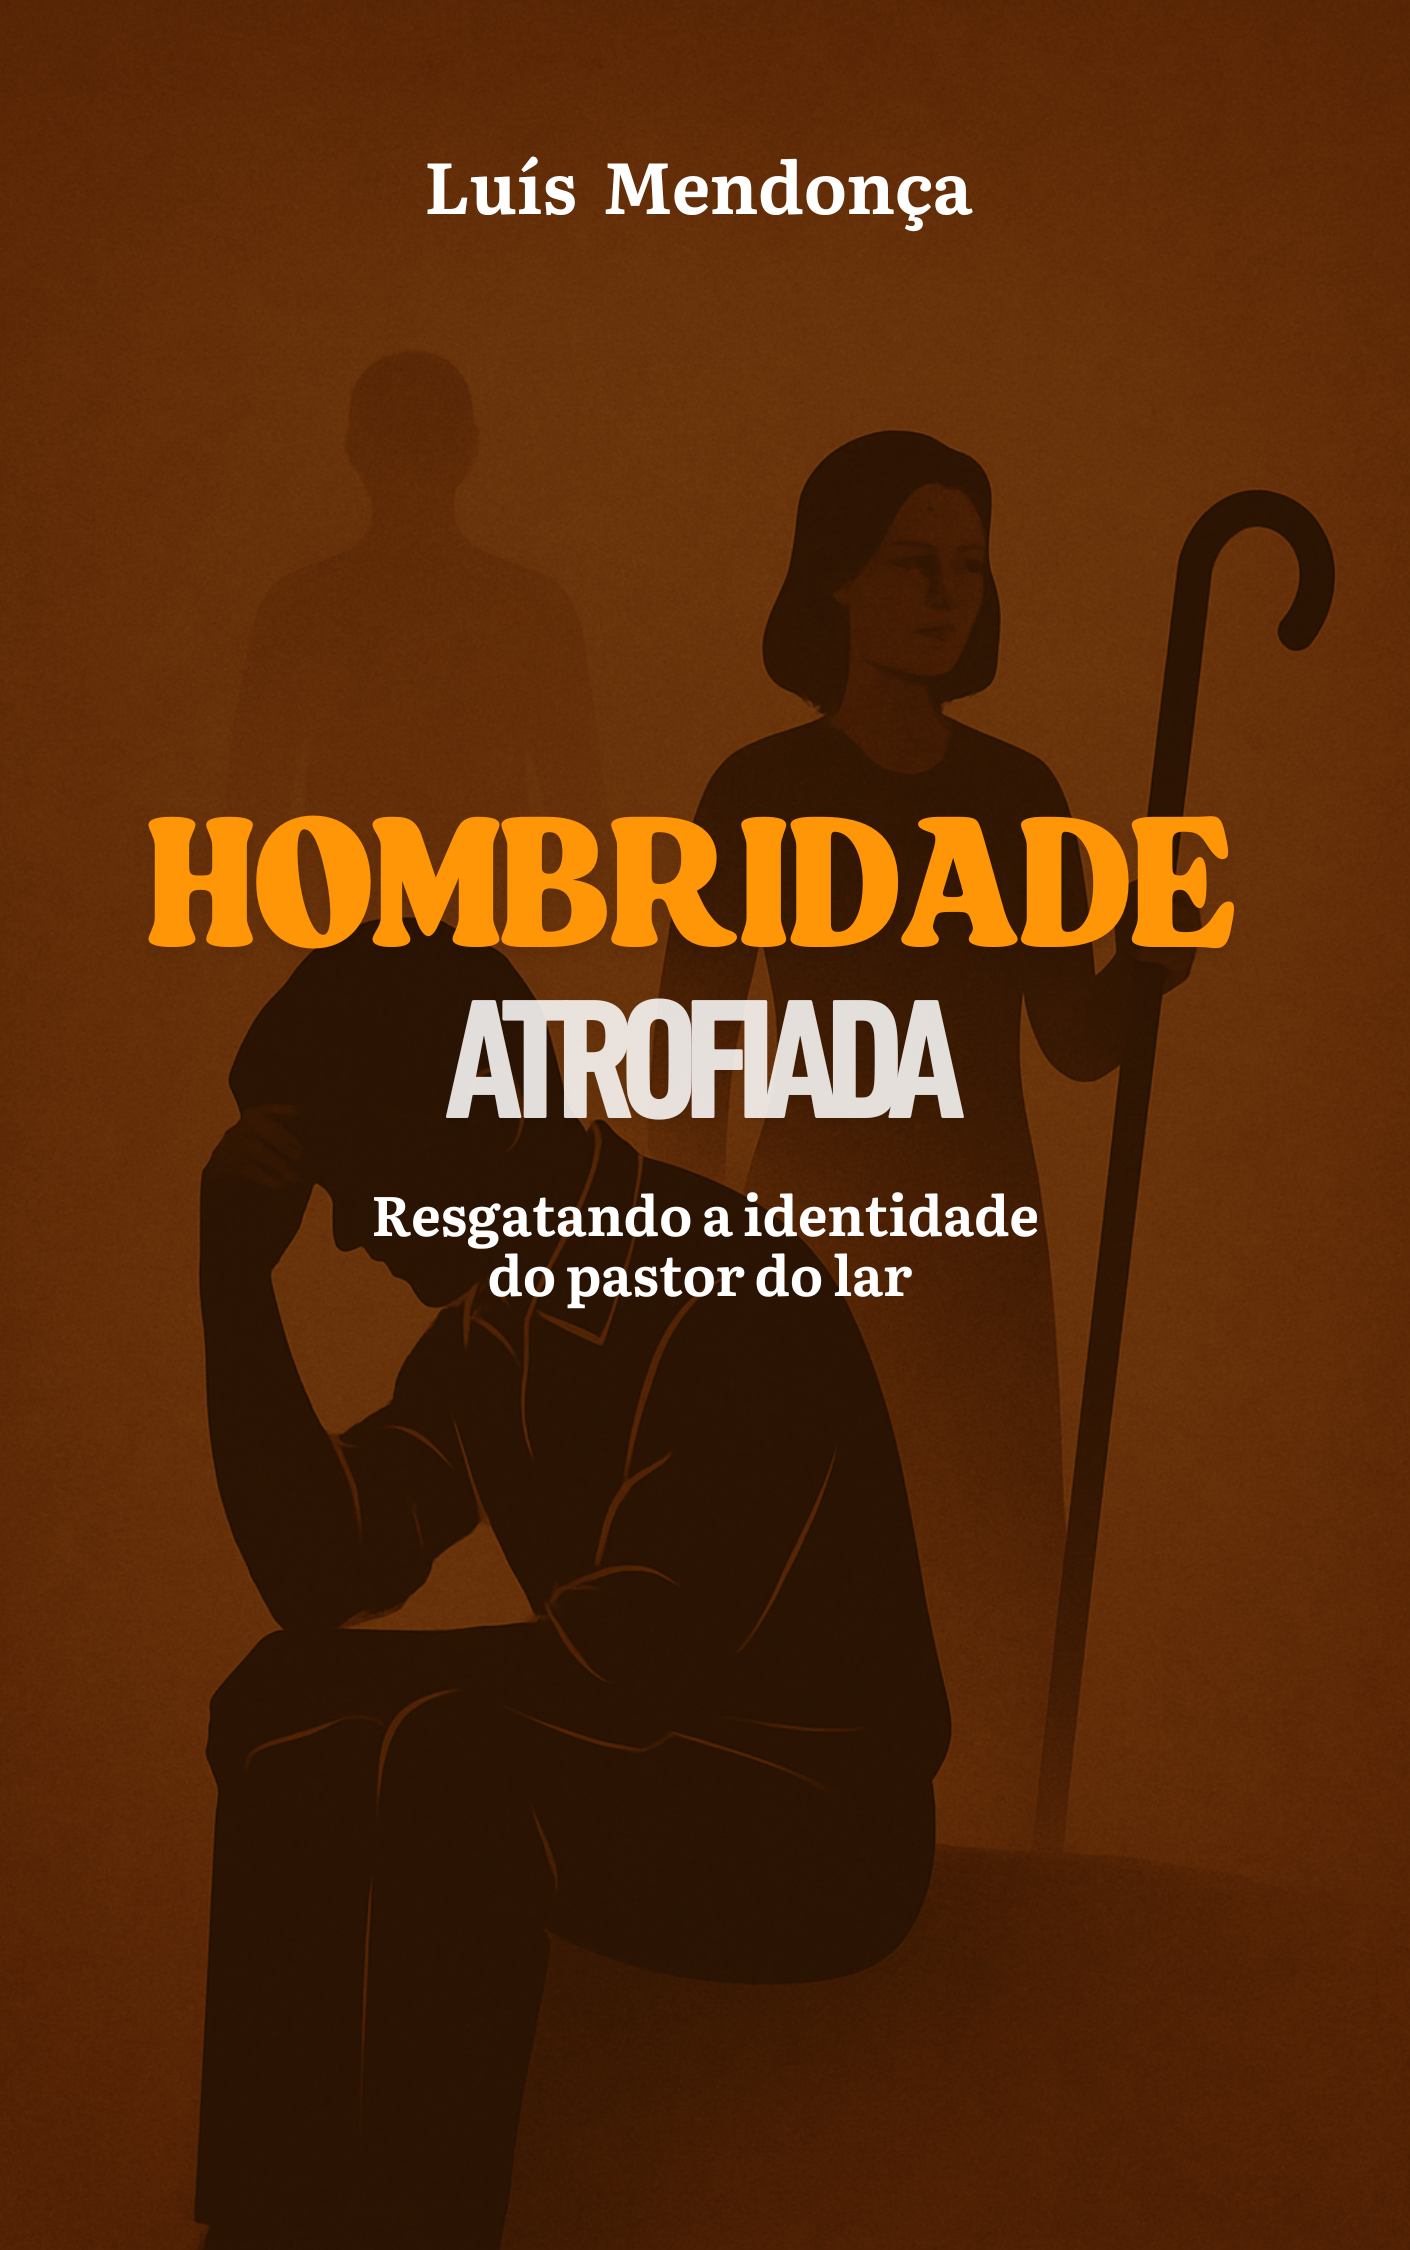 Luís Mendonça
HOMBRIDADE
ATROFIADA
Resgatando a identidade
do pastor do lar